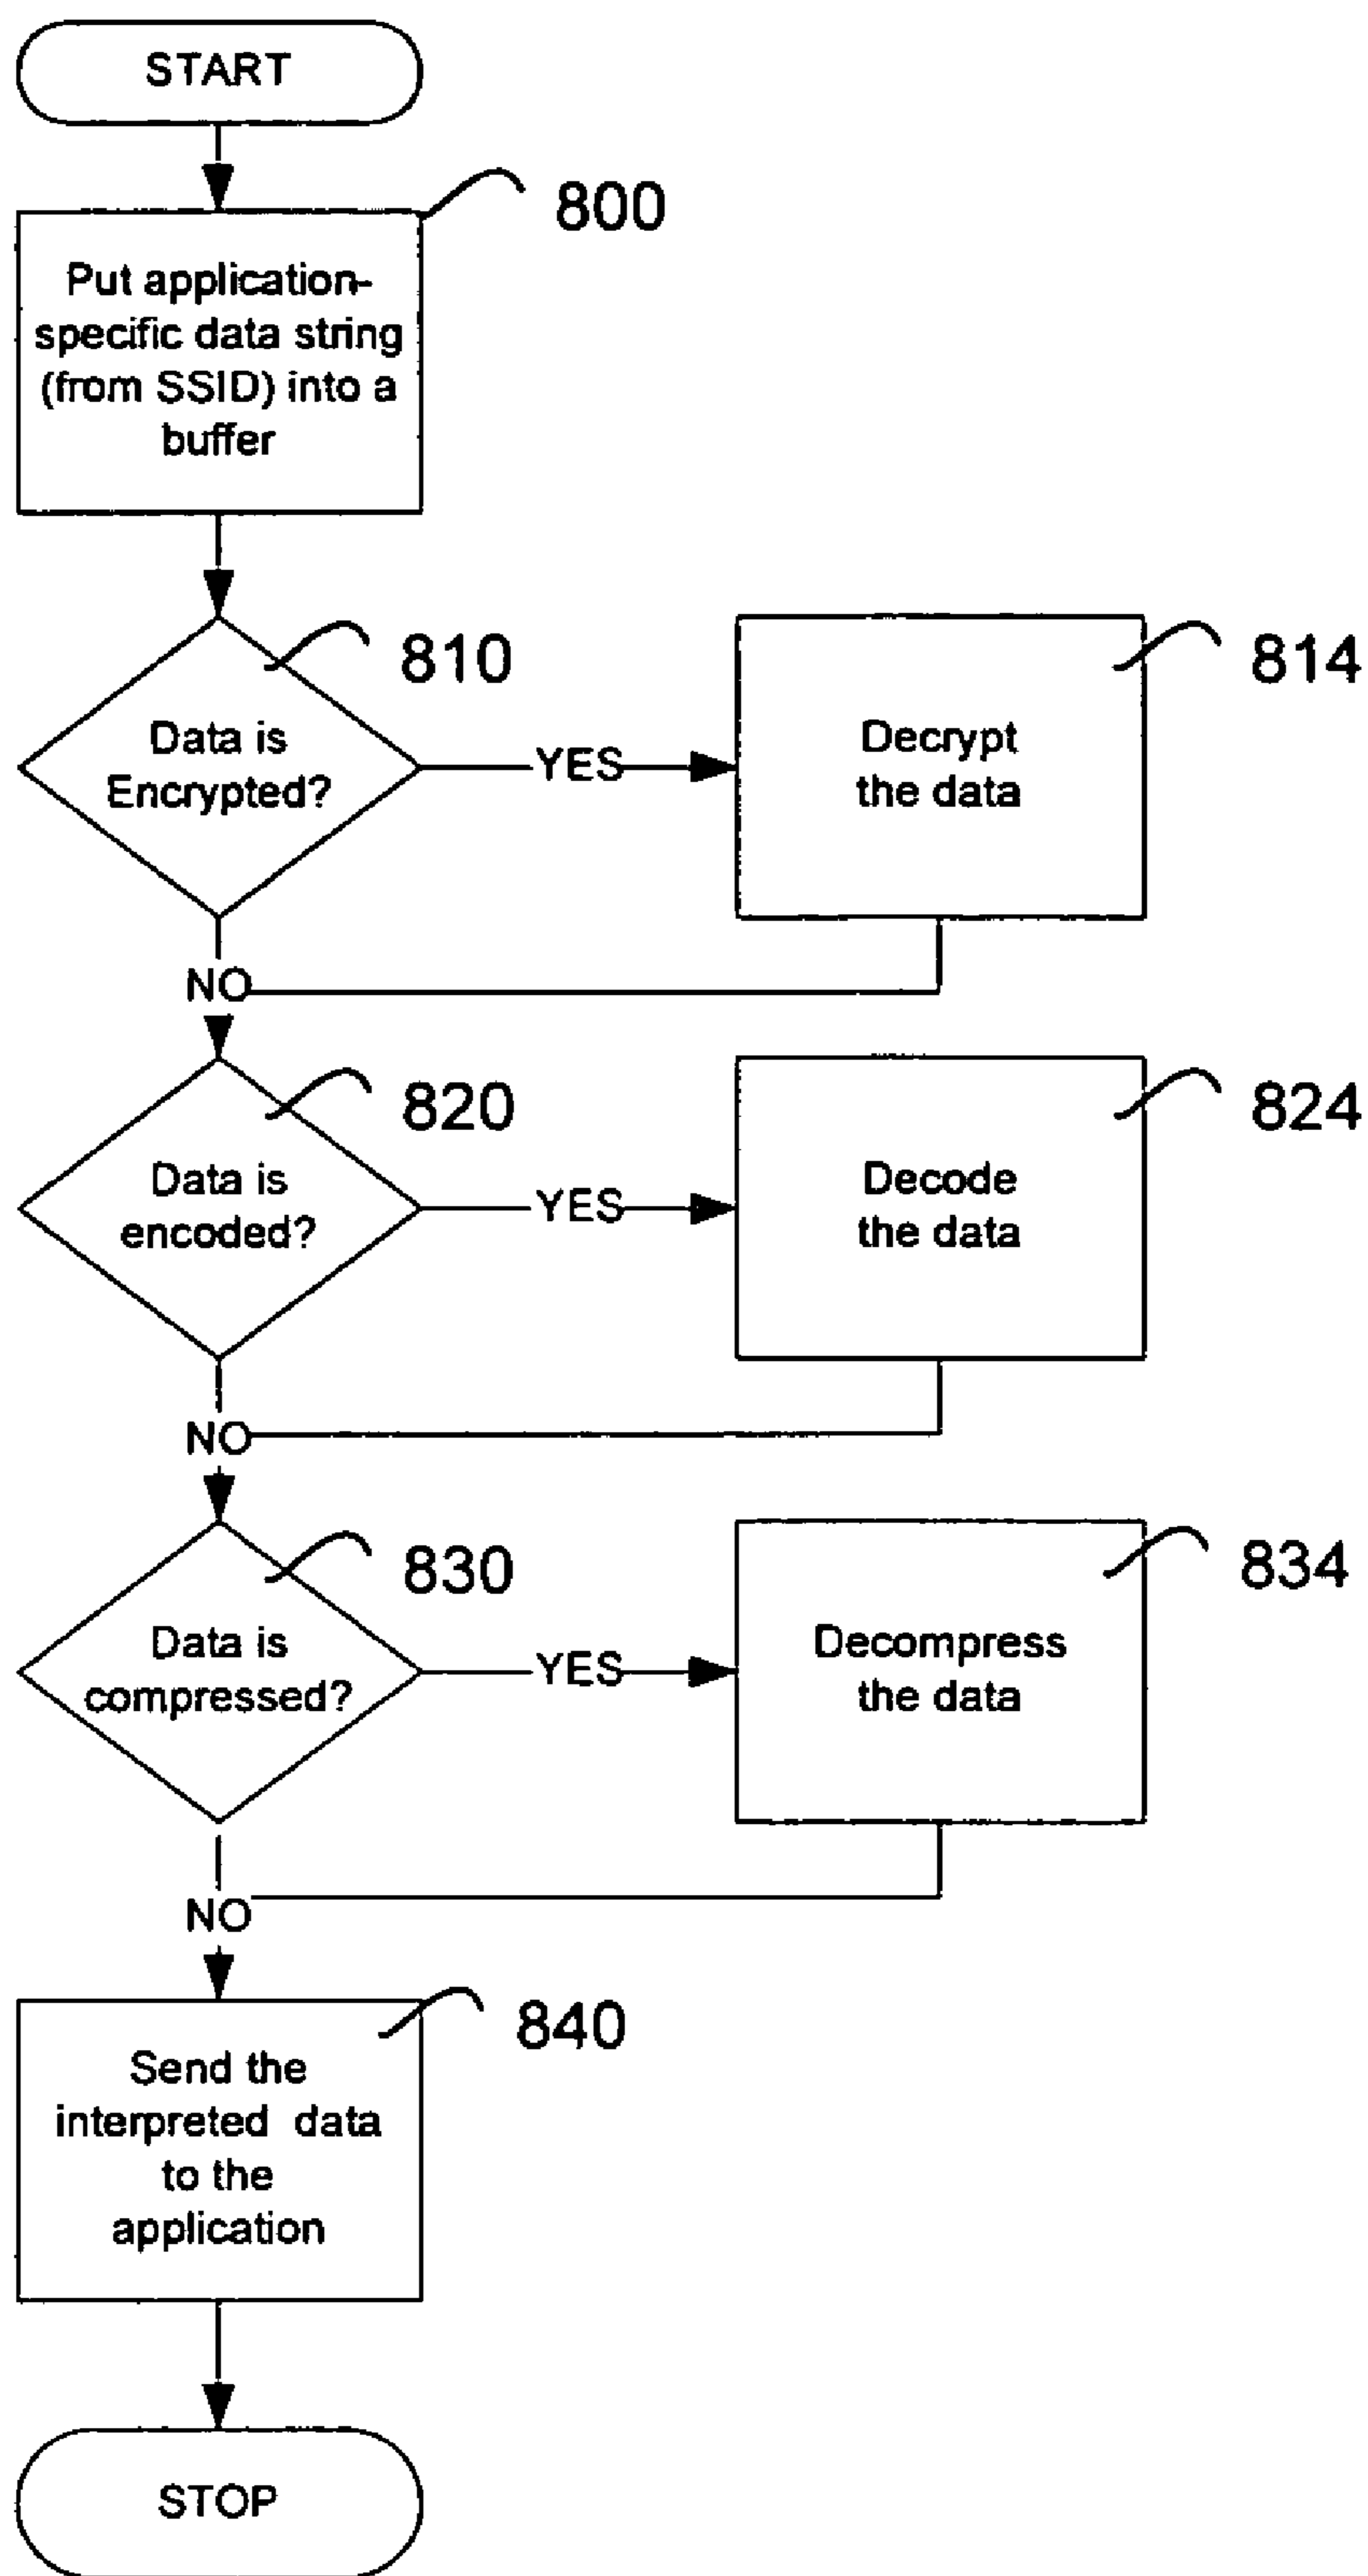 START
800
Put application-
specific data string
(from SSID) into a
buffer
810
Data is
Encrypted?
YES
814
Decrypt
the data
NO
820
Data is
encoded?
YES
824
Decode
the data
NO
830
Data is
compressed?
YES
834
Decompress
the data
NO
840
Send the
interpreted data
to the
application
STOP